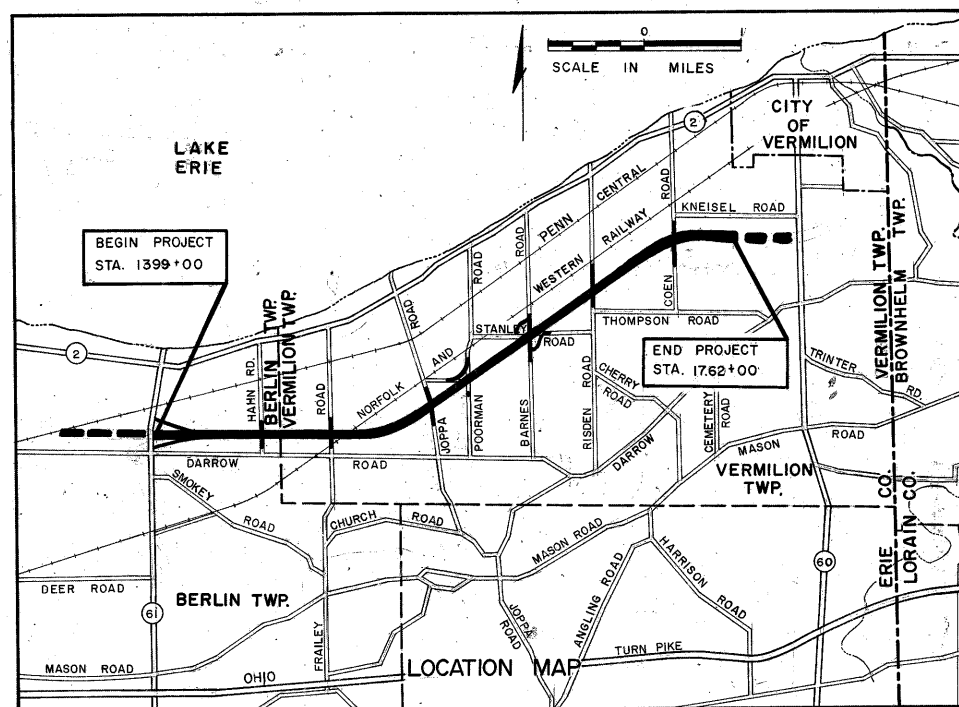 0 1
SCALE IN MILES
2
CITY
OF
VERMILION
LAKE
ERIE
PENN CENTRAL
ROAD
KNEISEL ROAD
BEGIN PROJECT
STA. 1399+00
ROAD
ROAD
NORFOLK AND WESTERN RAILWAY
VERMILION TWP.
BROWNHELM TWP.
BERLIN TWP.
VERMILION TWP.
ROAD
COEN
2
STANLEY ROAD
THOMPSON ROAD
HAHN RD.
ROAD
END PROJECT
STA. 17.62+00
TRINTER RD.
CHERRY ROAD
ROAD
JOPPA
POORMAN
BARNES
RISDEN
DARROW
CEMETERY ROAD
MASON ROAD
DARROW ROAD
SMOKEY ROAD
VERMILION
TWP.
CHURCH ROAD
MASON ROAD
ANGLING ROAD
HARRISON ROAD
60
ERIE CO.
LORAIN CO.
DEER ROAD
BERLIN TWP.
61
JOPPA ROAD
FRAILEY
MASON ROAD
OHIO
TURN PIKE
LOCATION MAP